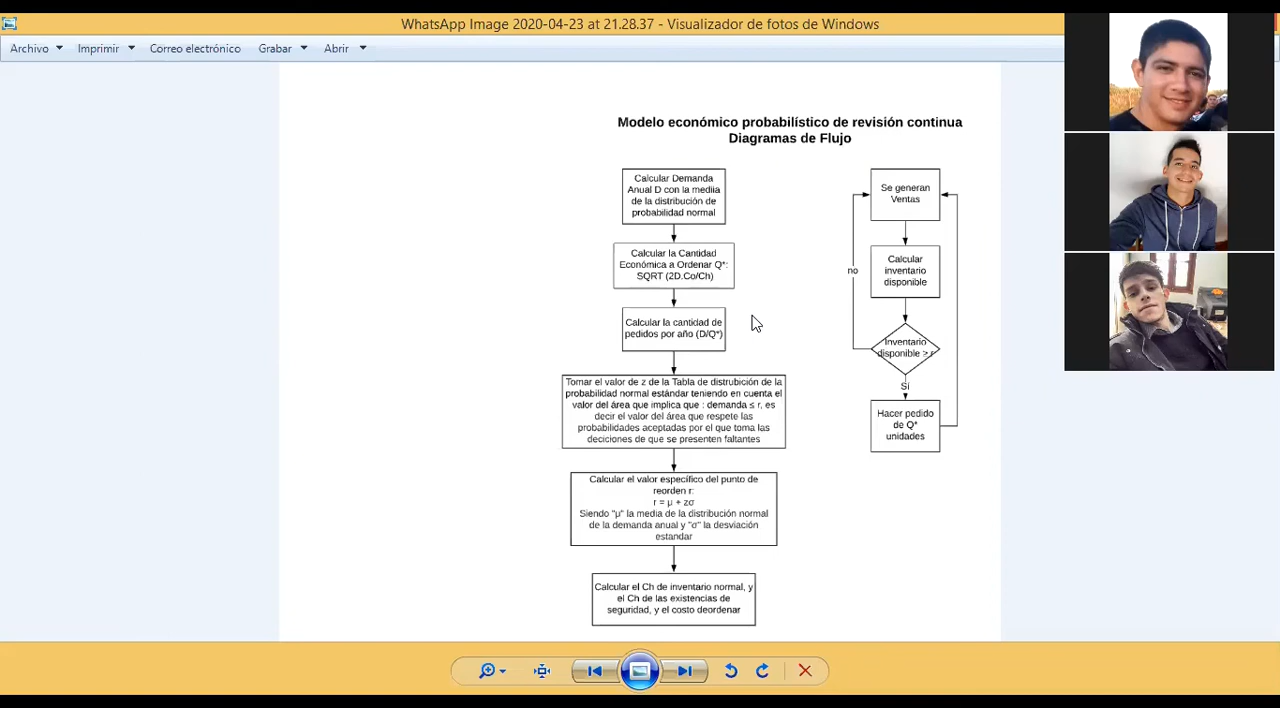 WhatsApp Image 2020-04-23 at 21.28.37 - Visualizador de fotos de Windows
Archivo Imprimir Correo electrónico Grabar Abrir
Modelo económico probabilístico de revisión continua
Diagramas de Flujo
Calcular Demanda
Anual D con la mediia
de la distribución de
probabilidad normal
Calcular la Cantidad
Económica a Ordenar Q*:
SQRT (2D.Co/Ch)
Calcular la cantidad de
pedidos por año (D/Q*)
Tomar el valor de z de la Tabla de distrubición de la
probabilidad normal estándar teniendo en cuenta el
valor del área que implica que : demanda ≤ r, es
decir el valor del área que respete las
probabilidades aceptadas por el que toma las
deciciones de que se presenten faltantes
Calcular el valor específico del punto de
reorden r:
r = μ + zσ
Siendo "μ" la media de la distribución normal
de la demanda anual y "σ" la desviación
estandar
Calcular el Ch de inventario normal, y
el Ch de las existencias de
seguridad, y el costo deordenar
Se generan
Ventas
Calcular
inventario
disponible
no
Inventario
disponible > r
Si
Hacer pedido
de Q*
unidades